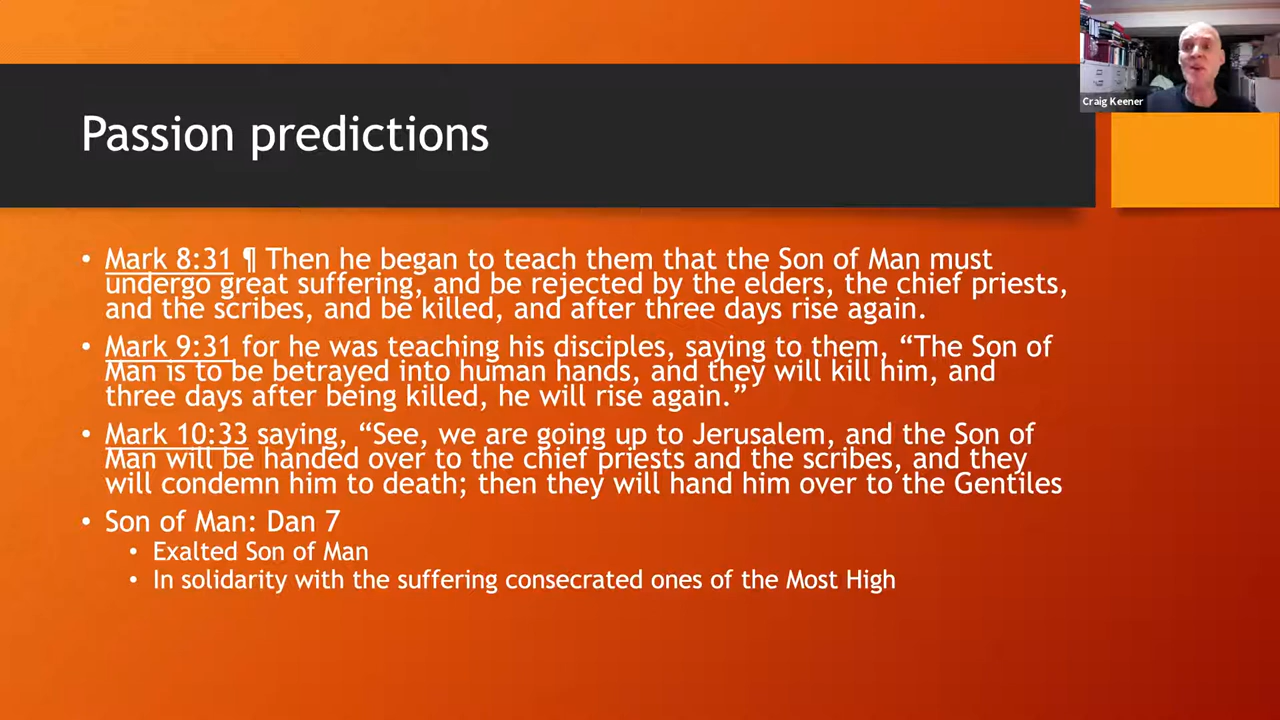 Craig Keener
Passion predictions
• Mark 8:31 ¶ Then he began to teach them that the Son of Man must
undergo great suffering, and be rejected by the elders, the chief priests,
and the scribes, and be killed, and after three days rise again.
• Mark 9:31 for he was teaching his disciples, saying to them, “The Son of
Man is to be betrayed into human hands, and they will kill him, and
three days after being killed, he will rise again.”
• Mark 10:33 saying, “See, we are going up to Jerusalem, and the Son of
Man will be handed over to the chief priests and the scribes, and they
will condemn him to death; then they will hand him over to the Gentiles
• Son of Man: Dan 7
• Exalted Son of Man
• In solidarity with the suffering consecrated ones of the Most High